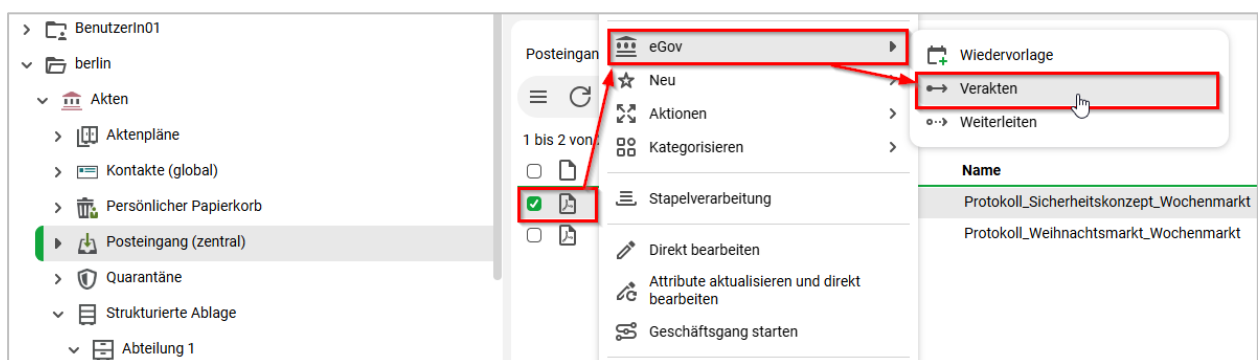 BenutzerIn01
berlin
Akten
Aktenpläne
Kontakte (global)
Persönlicher Papierkorb
Posteingang (zentral)
Quarantäne
Strukturierte Ablage
Abteilung 1
Posteingan
1 bis 2 von
eGov
Neu
Aktionen
Kategorisieren
Stapelverarbeitung
Direkt bearbeiten
Attribute aktualisieren und direkt
bearbeiten
Geschäftsgang starten
Wiedervorlage
Verakten
Weiterleiten
Name
Protokoll_Sicherheitskonzept_Wochenmarkt
Protokoll_Weihnachtsmarkt_Wochenmarkt